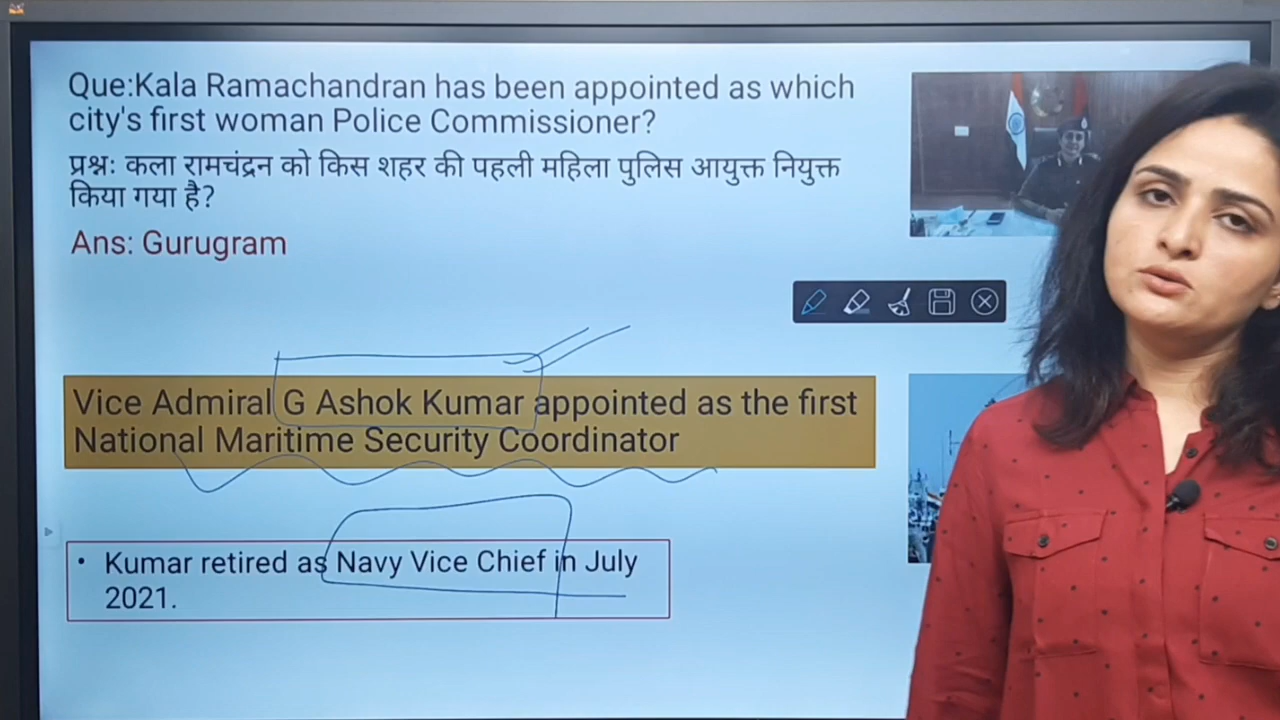 Que:Kala Ramachandran has been appointed as which
city's first woman Police Commissioner?
प्रश्न: कला रामचंद्रन को किस शहर की पहली महिला पुलिस आयुक्त नियुक्त
किया गया है?
Ans: Gurugram
Vice Admiral G Ashok Kumar appointed as the first
National Maritime Security Coordinator
• Kumar retired as Navy Vice Chief in July
2021.